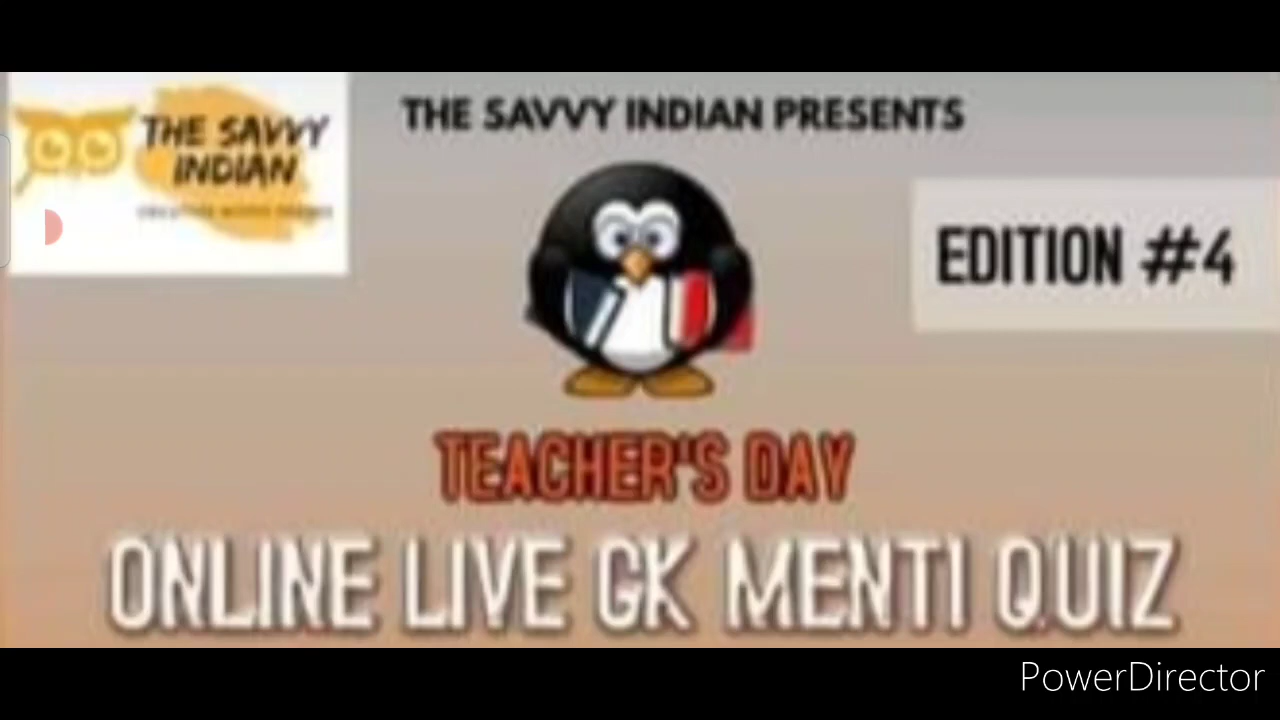 THE SAVVY INDIAN PRESENTS
THE SAVVY
INDIAN
EDITION #4
TEACHER'S DAY
ONLINE LIVE GK MENTI QUIZ
PowerDirector